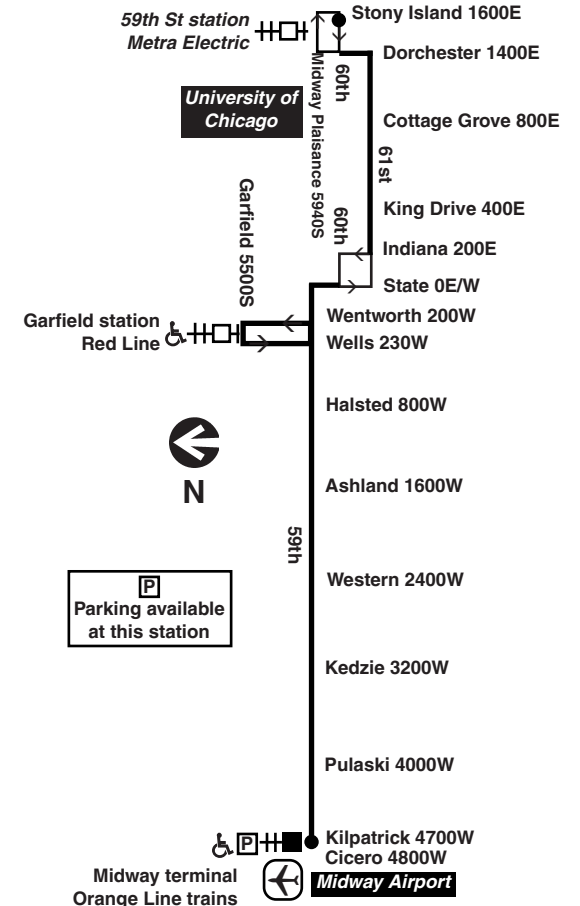 59th St station
Metra Electric
Stony Island 1600E
Dorchester 1400E
60th
Midway Plaisance 5940S
University of
Chicago
Cottage Grove 800E
61st
King Drive 400E
60th
Garfield 5500S
Indiana 200E
State 0E/W
Wentworth 200W
Garfield station
Red Line
Wells 230W
Halsted 800W
N
Ashland 1600W
59th
Western 2400W
P
Parking available
at this station
Kedzie 3200W
Pulaski 4000W
P
Kilpatrick 4700W
Cicero 4800W
Midway terminal
Orange Line trains
Midway Airport